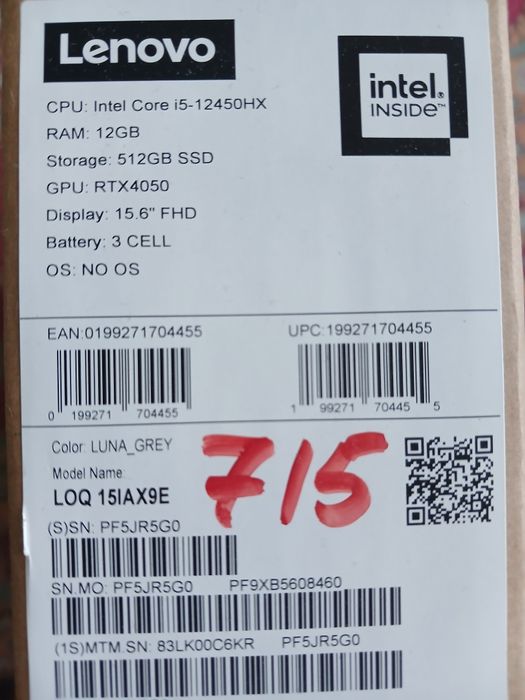 Lenovo
intel.
INSIDe™
CPU: Intel Core i5-12450HX
RAM: 12GB
Storage: 512GB SSD
GPU: RTX4050
Display: 15.6" FHD
Battery: 3 CELL
OS: NO OS
EAN:0199271704455 UPC:199271704455
0 199271 704455 1 99271 70445 5
Color: LUNA_GREY
Model Name:
LOQ 15IAX9E
715
(S)SN: PF5JR5G0
SN.MO: PF5JR5G0 PF9XB5608460
(1S)MTM.SN: 83LK00C6KR PF5JR5G0